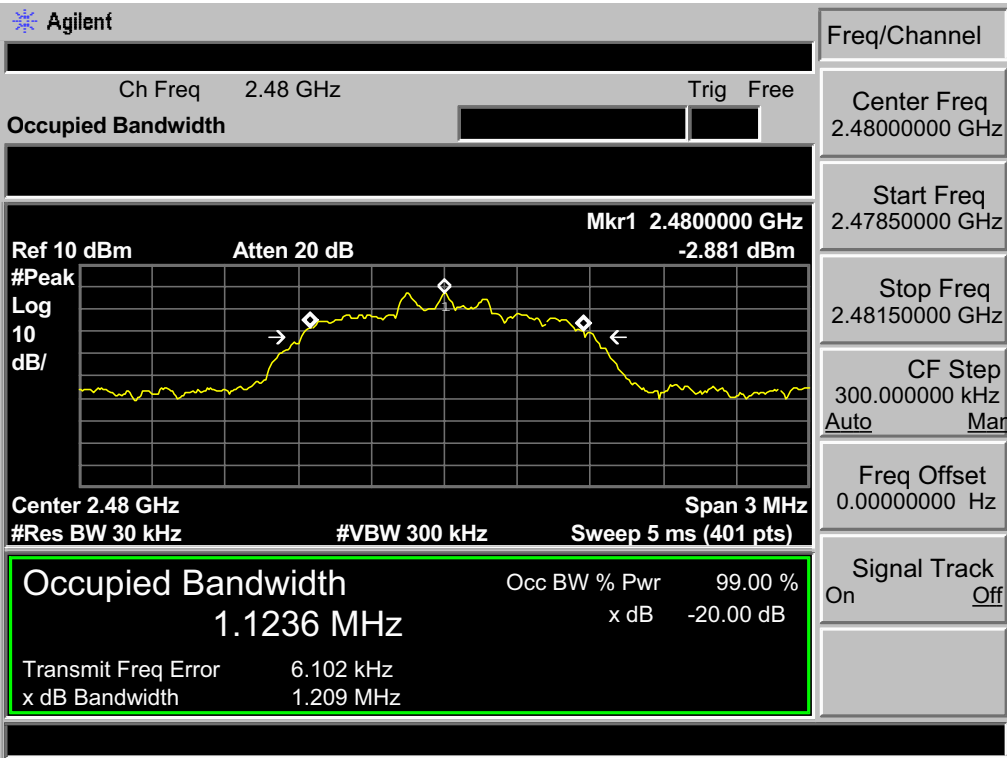 Agilent
Freq/Channel
Ch Freq 2.48 GHz Trig Free
Occupied Bandwidth
Center Freq
2.48000000 GHz
Start Freq
2.47850000 GHz
Stop Freq
2.48150000 GHz
CF Step
300.000000 kHz
Auto Mar
Freq Offset
0.00000000 Hz
Signal Track
On Off
Mkr1 2.4800000 GHz
Ref 10 dBm Atten 20 dB -2.881 dBm
#Peak
Log
10
dB/
1
Center 2.48 GHz Span 3 MHz
#Res BW 30 kHz #VBW 300 kHz Sweep 5 ms (401 pts)
Occupied Bandwidth Occ BW % Pwr 99.00 %
1.1236 MHz x dB -20.00 dB
Transmit Freq Error 6.102 kHz
x dB Bandwidth 1.209 MHz